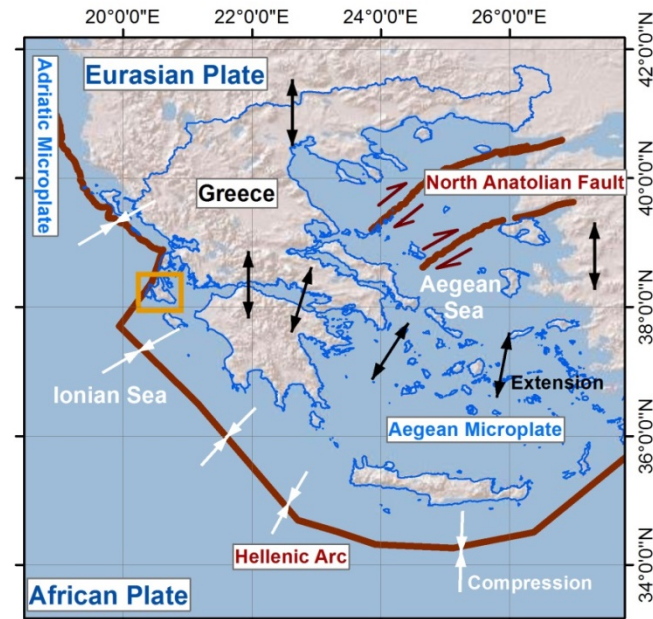 20°0'0"E 22°0'0"E 24°0'0"E 26°0'0"E
42°0'0"N
Adriatic Microplate
Eurasian Plate
40°0'0"N
Greece
North Anatolian Fault
Aegean
Sea
38°0'0"N
Ionian Sea
Extension
Aegean Microplate
36°0'0"N
Hellenic Arc
34°0'0"N
Compression
African Plate